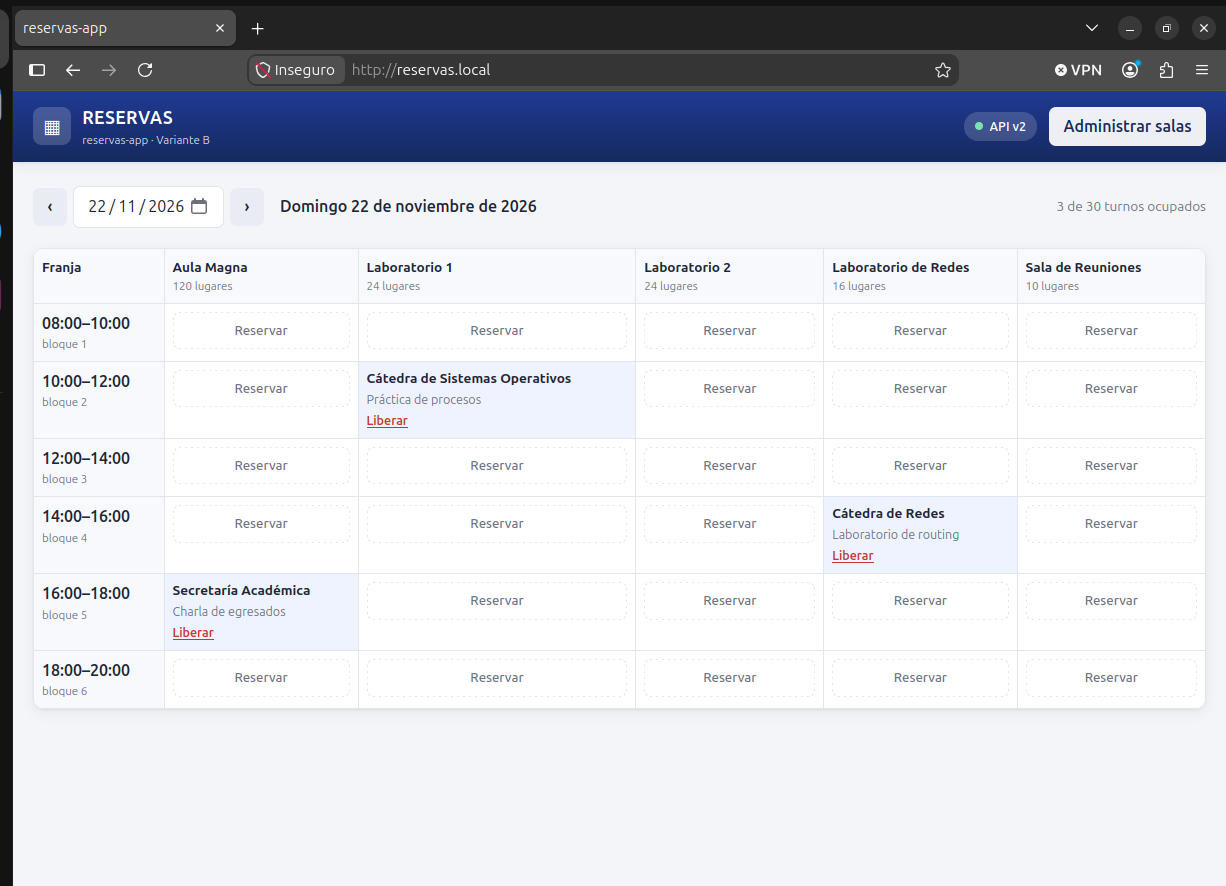 reservas-app
Inseguro http://reservas.local VPN
RESERVAS
reservas-app · Variante B
API v2
Administrar salas
22/11/2026
Domingo 22 de noviembre de 2026
3 de 30 turnos ocupados
Franja Aula Magna Laboratorio 1 Laboratorio 2 Laboratorio de Redes Sala de Reuniones
120 lugares 24 lugares 24 lugares 16 lugares 10 lugares
08:00–10:00 Reservar Reservar Reservar Reservar Reservar
bloque 1
10:00–12:00 Reservar Cátedra de Sistemas Operativos Reservar Reservar Reservar
bloque 2 Práctica de procesos
Liberar
12:00–14:00 Reservar Reservar Reservar Reservar Reservar
bloque 3
14:00–16:00 Reservar Reservar Reservar Cátedra de Redes Reservar
bloque 4 Laboratorio de routing
Liberar
16:00–18:00 Secretaría Académica Reservar Reservar Reservar Reservar
bloque 5 Charla de egresados
Liberar
18:00–20:00 Reservar Reservar Reservar Reservar Reservar
bloque 6